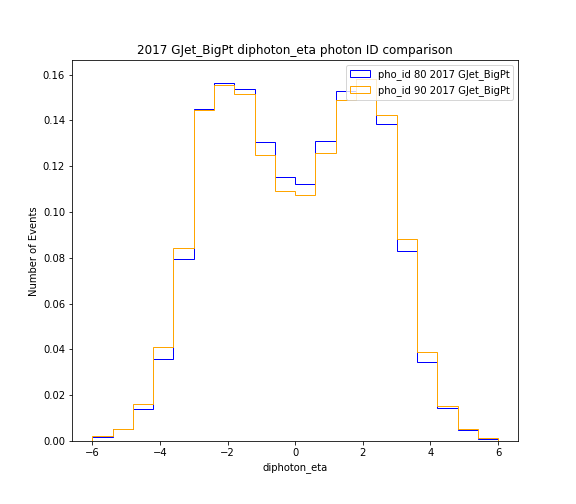 2017 GJet_BigPt diphoton_eta photon ID comparison
pho_id 80 2017 GJet_BigPt
pho_id 90 2017 GJet_BigPt
Number of Events
0.16
0.14
0.12
0.10
0.08
0.06
0.04
0.02
0.00
−6 −4 −2 0 2 4 6
diphoton_eta